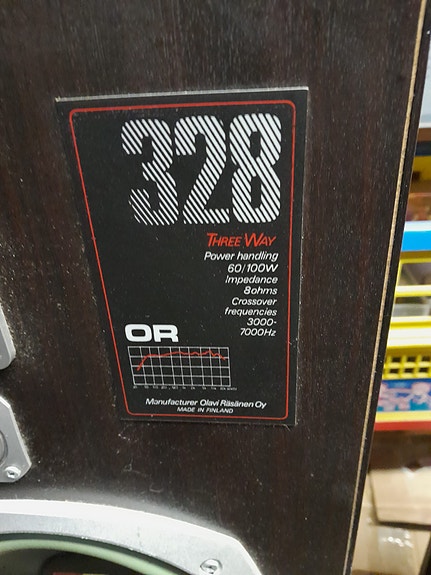 328
THREE WAY
Power handling
60/100W
Impedance
8ohms
Crossover
frequencies
3000-
7000Hz
OR
Manufacturer Olavi Räsänen Oy
MADE IN FINLAND